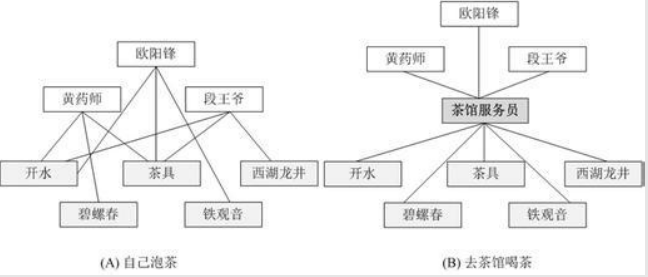 欧阳锋
黄药师
段王爷
开水
茶具
西湖龙井
碧螺春
铁观音
(A) 自己泡茶
欧阳锋
黄药师
段王爷
茶馆服务员
开水
茶具
西湖龙井
碧螺春
铁观音
(B) 去茶馆喝茶